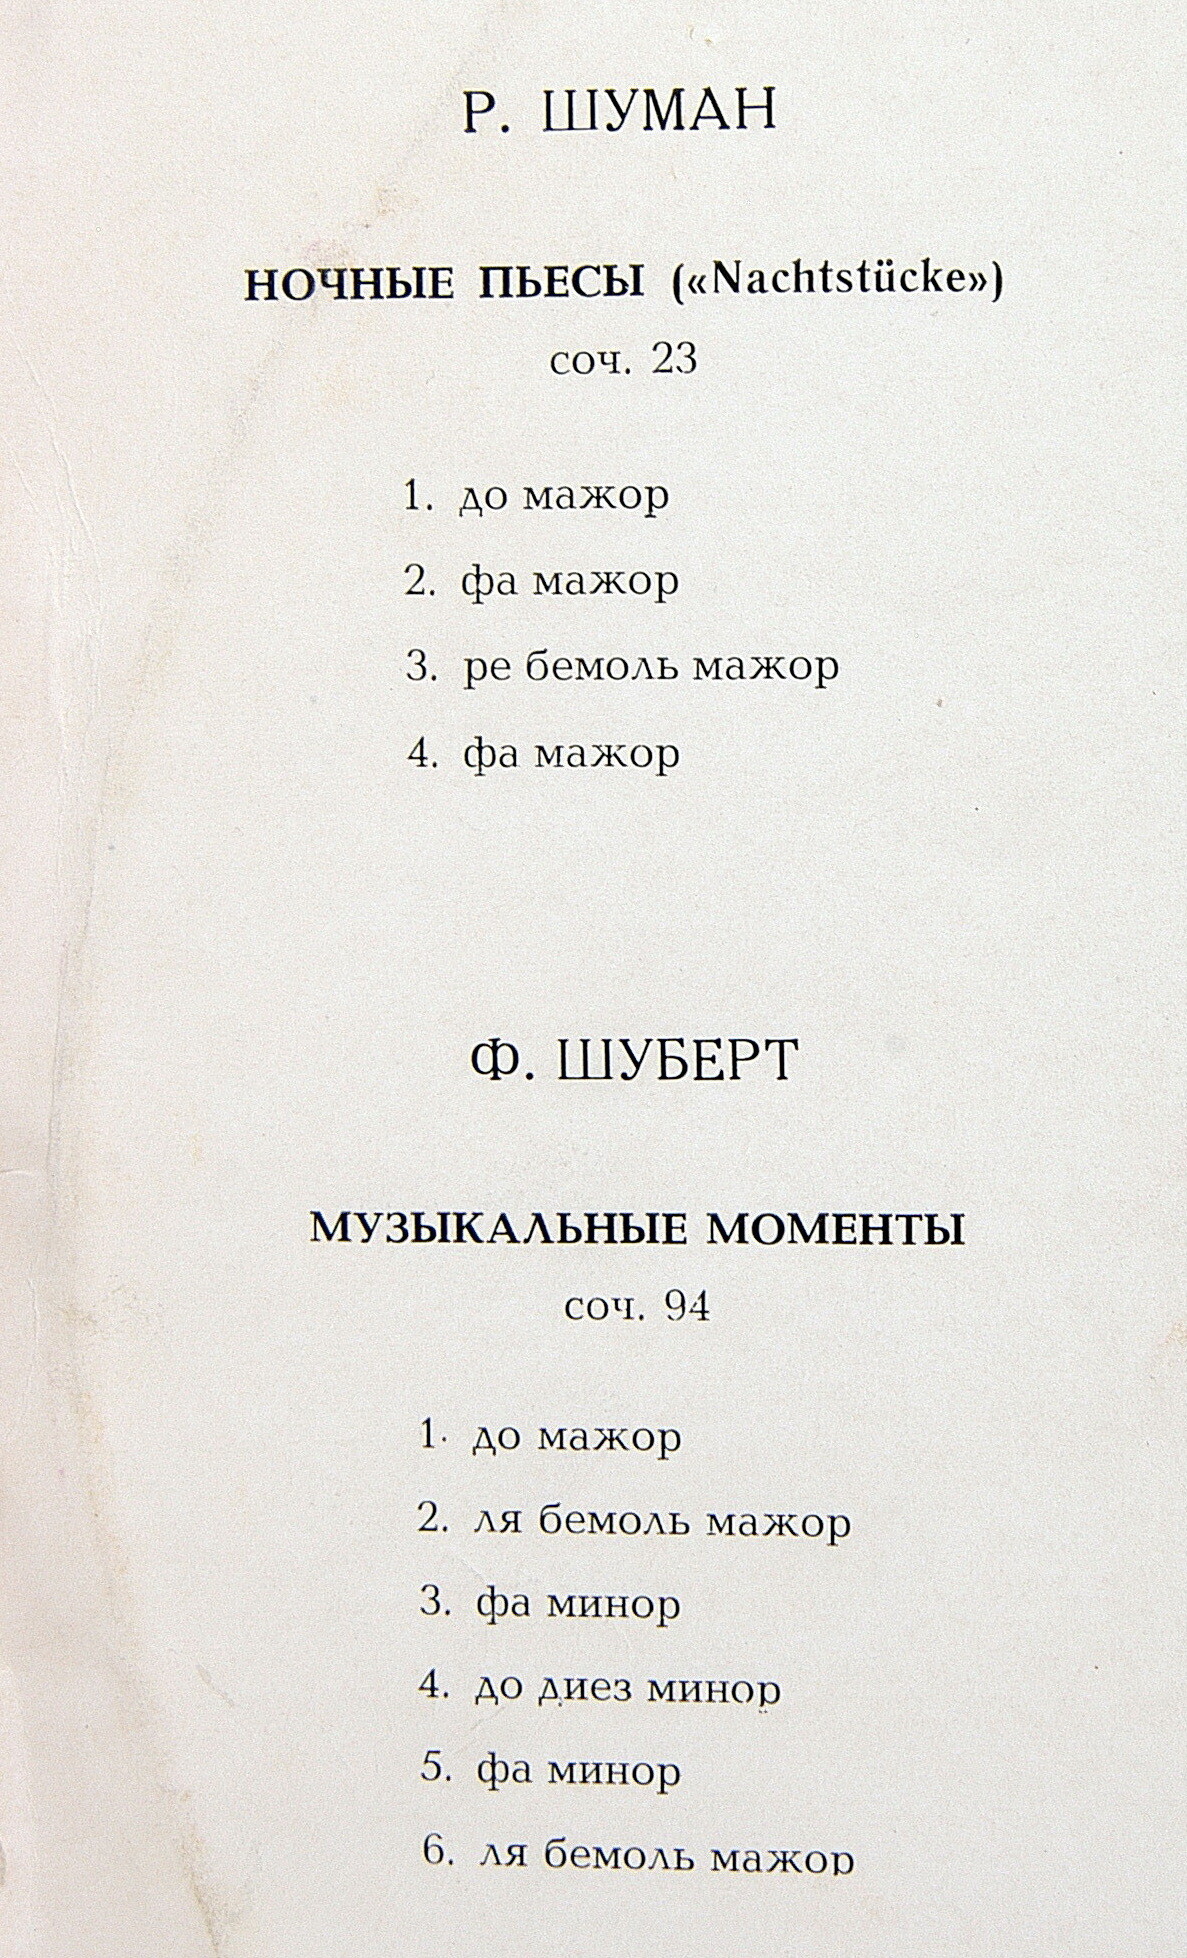 Р. ШУМАН
НОЧНЫЕ ПЬЕСЫ («Nachtstücke»)
соч. 23
1. до мажор
2. фа мажор
3. ре бемоль мажор
4. фа мажор
Ф. ШУБЕРТ
МУЗЫКАЛЬНЫЕ МОМЕНТЫ
соч. 94
1. до мажор
2. ля бемоль мажор
3. фа минор
4. до диез минор
5. фа минор
6. ля бемоль мажор